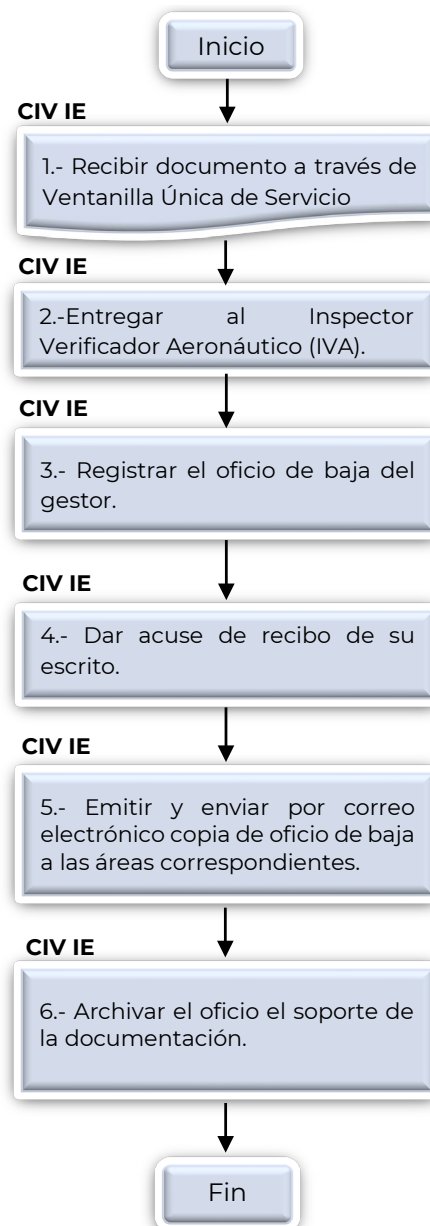 Inicio
CIV IE
1.- Recibir documento a través de
Ventanilla Única de Servicio
CIV IE
2.-Entregar al Inspector
Verificador Aeronáutico (IVA).
CIV IE
3.- Registrar el oficio de baja del
gestor.
CIV IE
4.- Dar acuse de recibo de su
escrito.
CIV IE
5.- Emitir y enviar por correo
electrónico copia de oficio de baja
a las áreas correspondientes.
CIV IE
6.- Archivar el oficio el soporte de
la documentación.
Fin